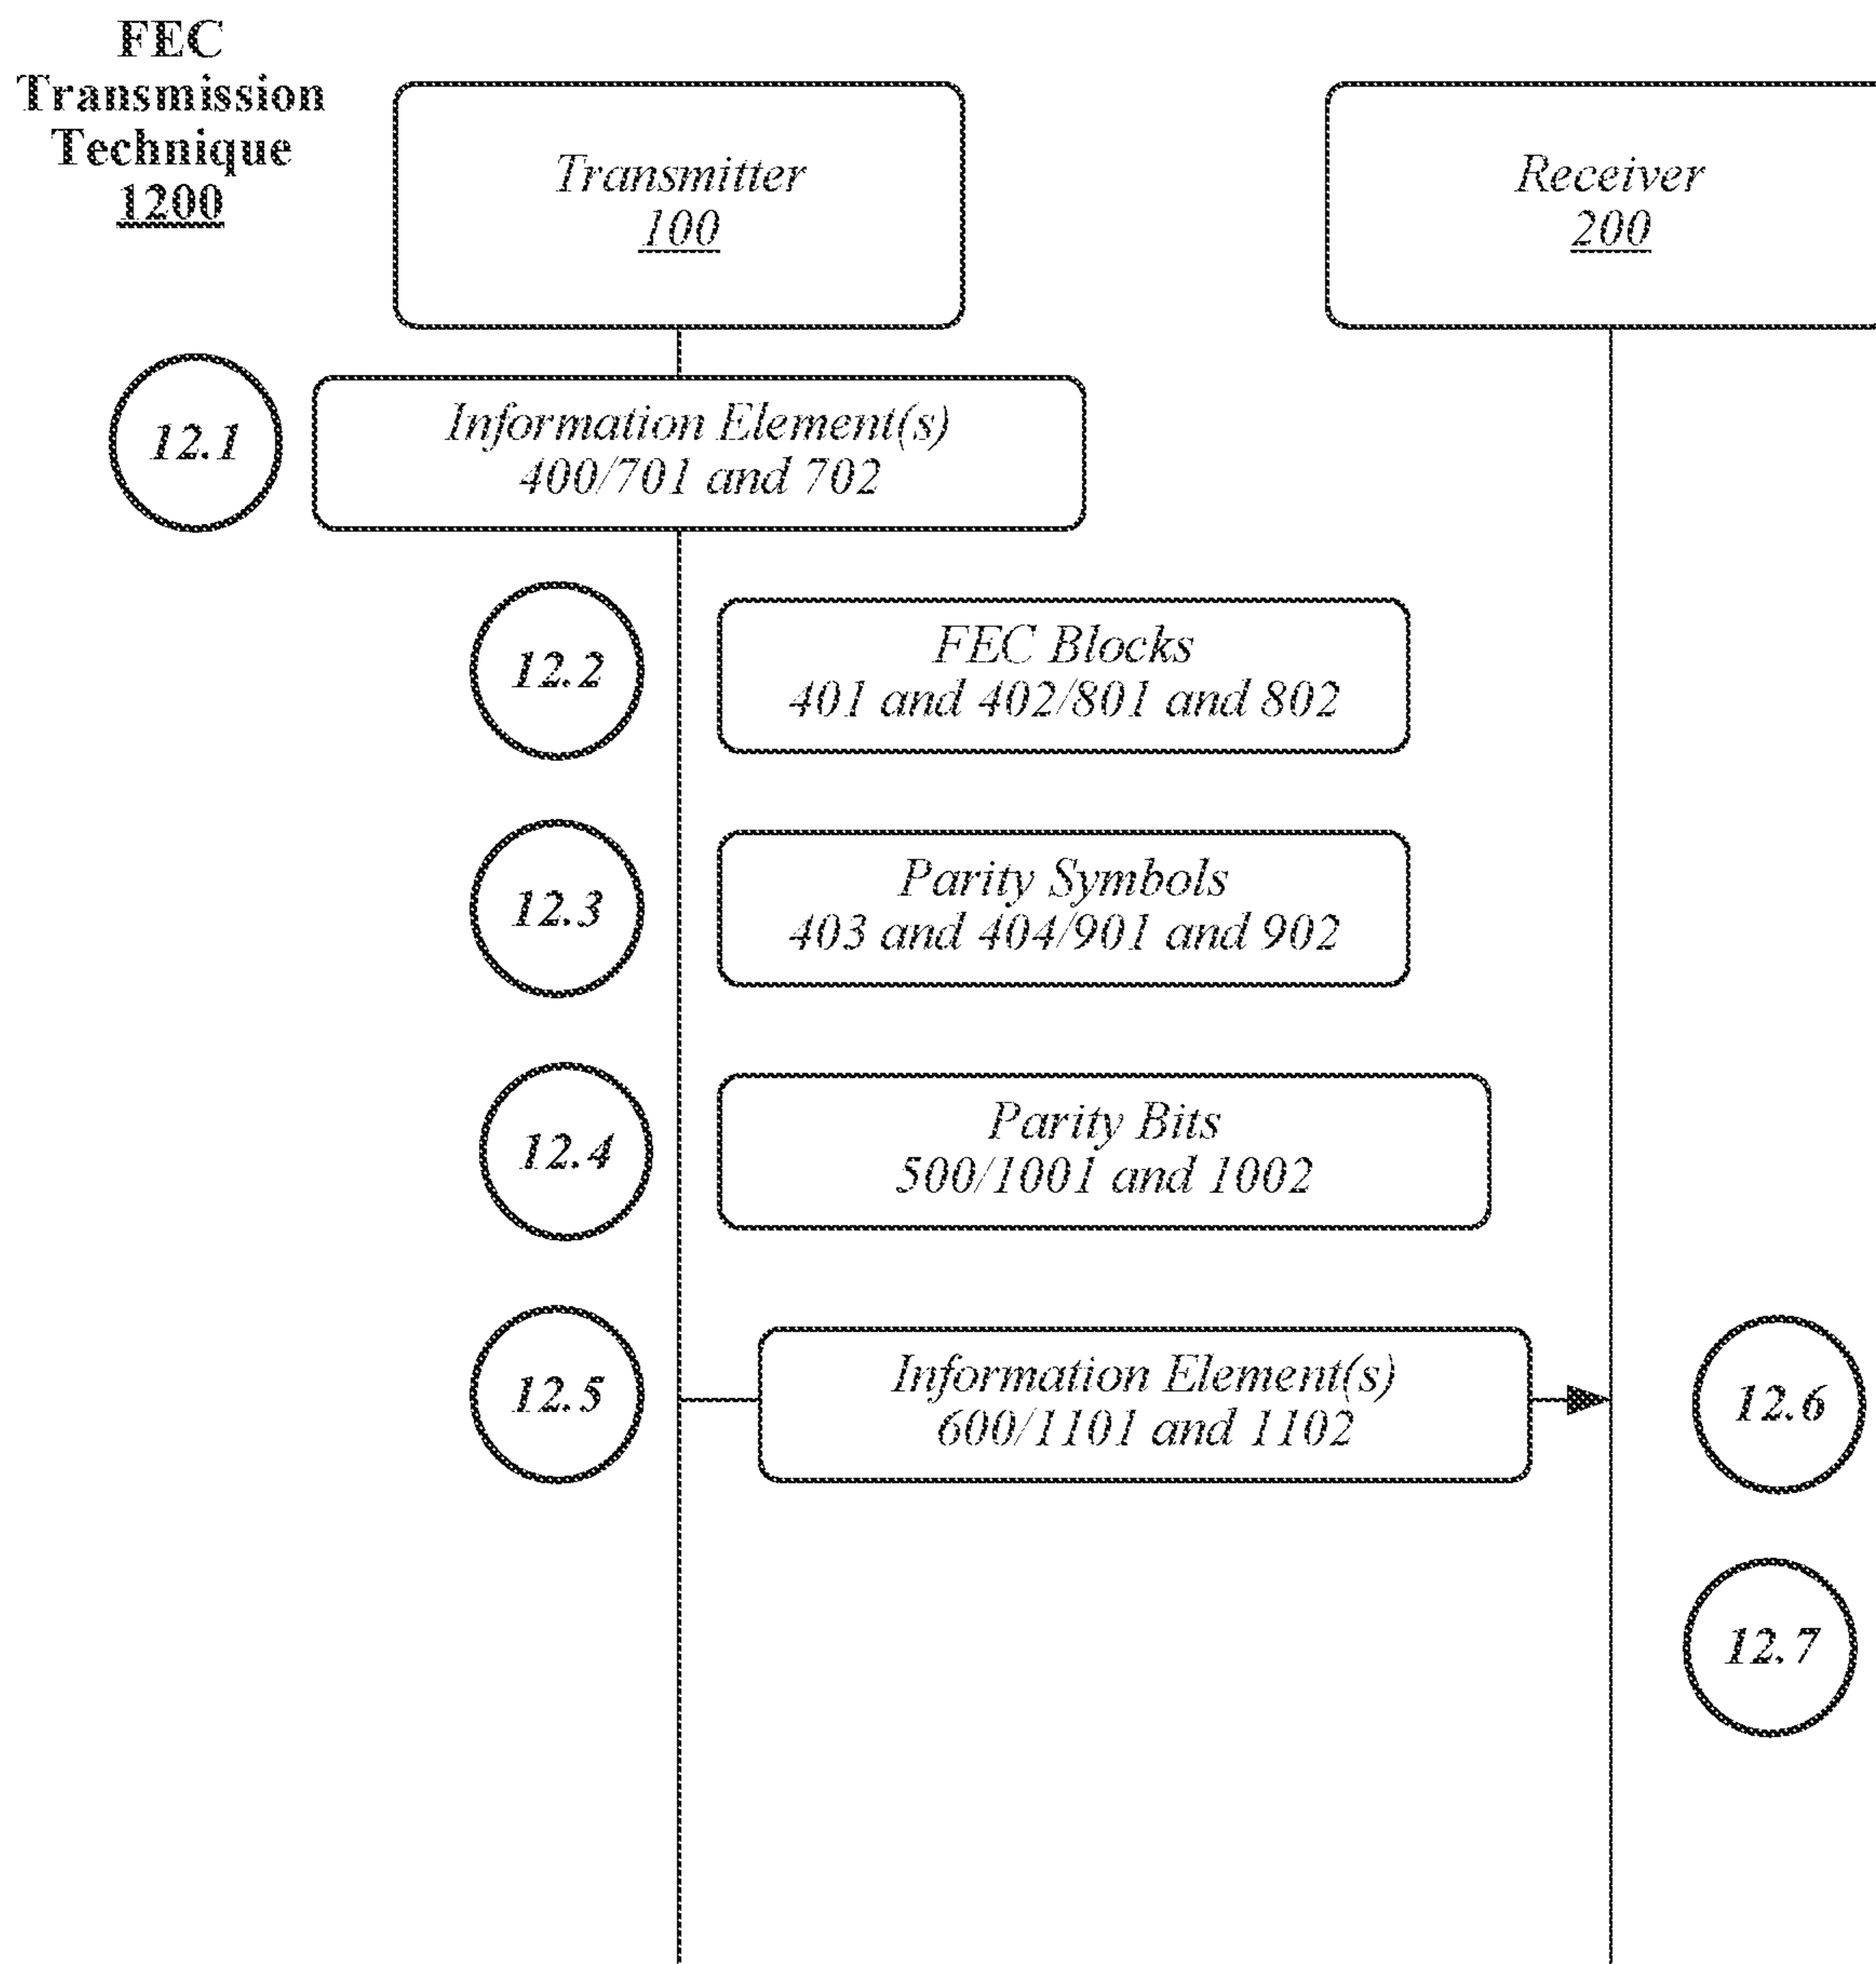 FEC
Transmission
Technique
1200
Transmitter
100
Receiver
200
12.1
Information Element(s)
400/701 and 702
12.2
FEC Blocks
401 and 402/801 and 802
12.3
Parity Symbols
403 and 404/901 and 902
12.4
Parity Bits
500/1001 and 1002
12.5
Information Element(s)
600/1101 and 1102
12.6
12.7